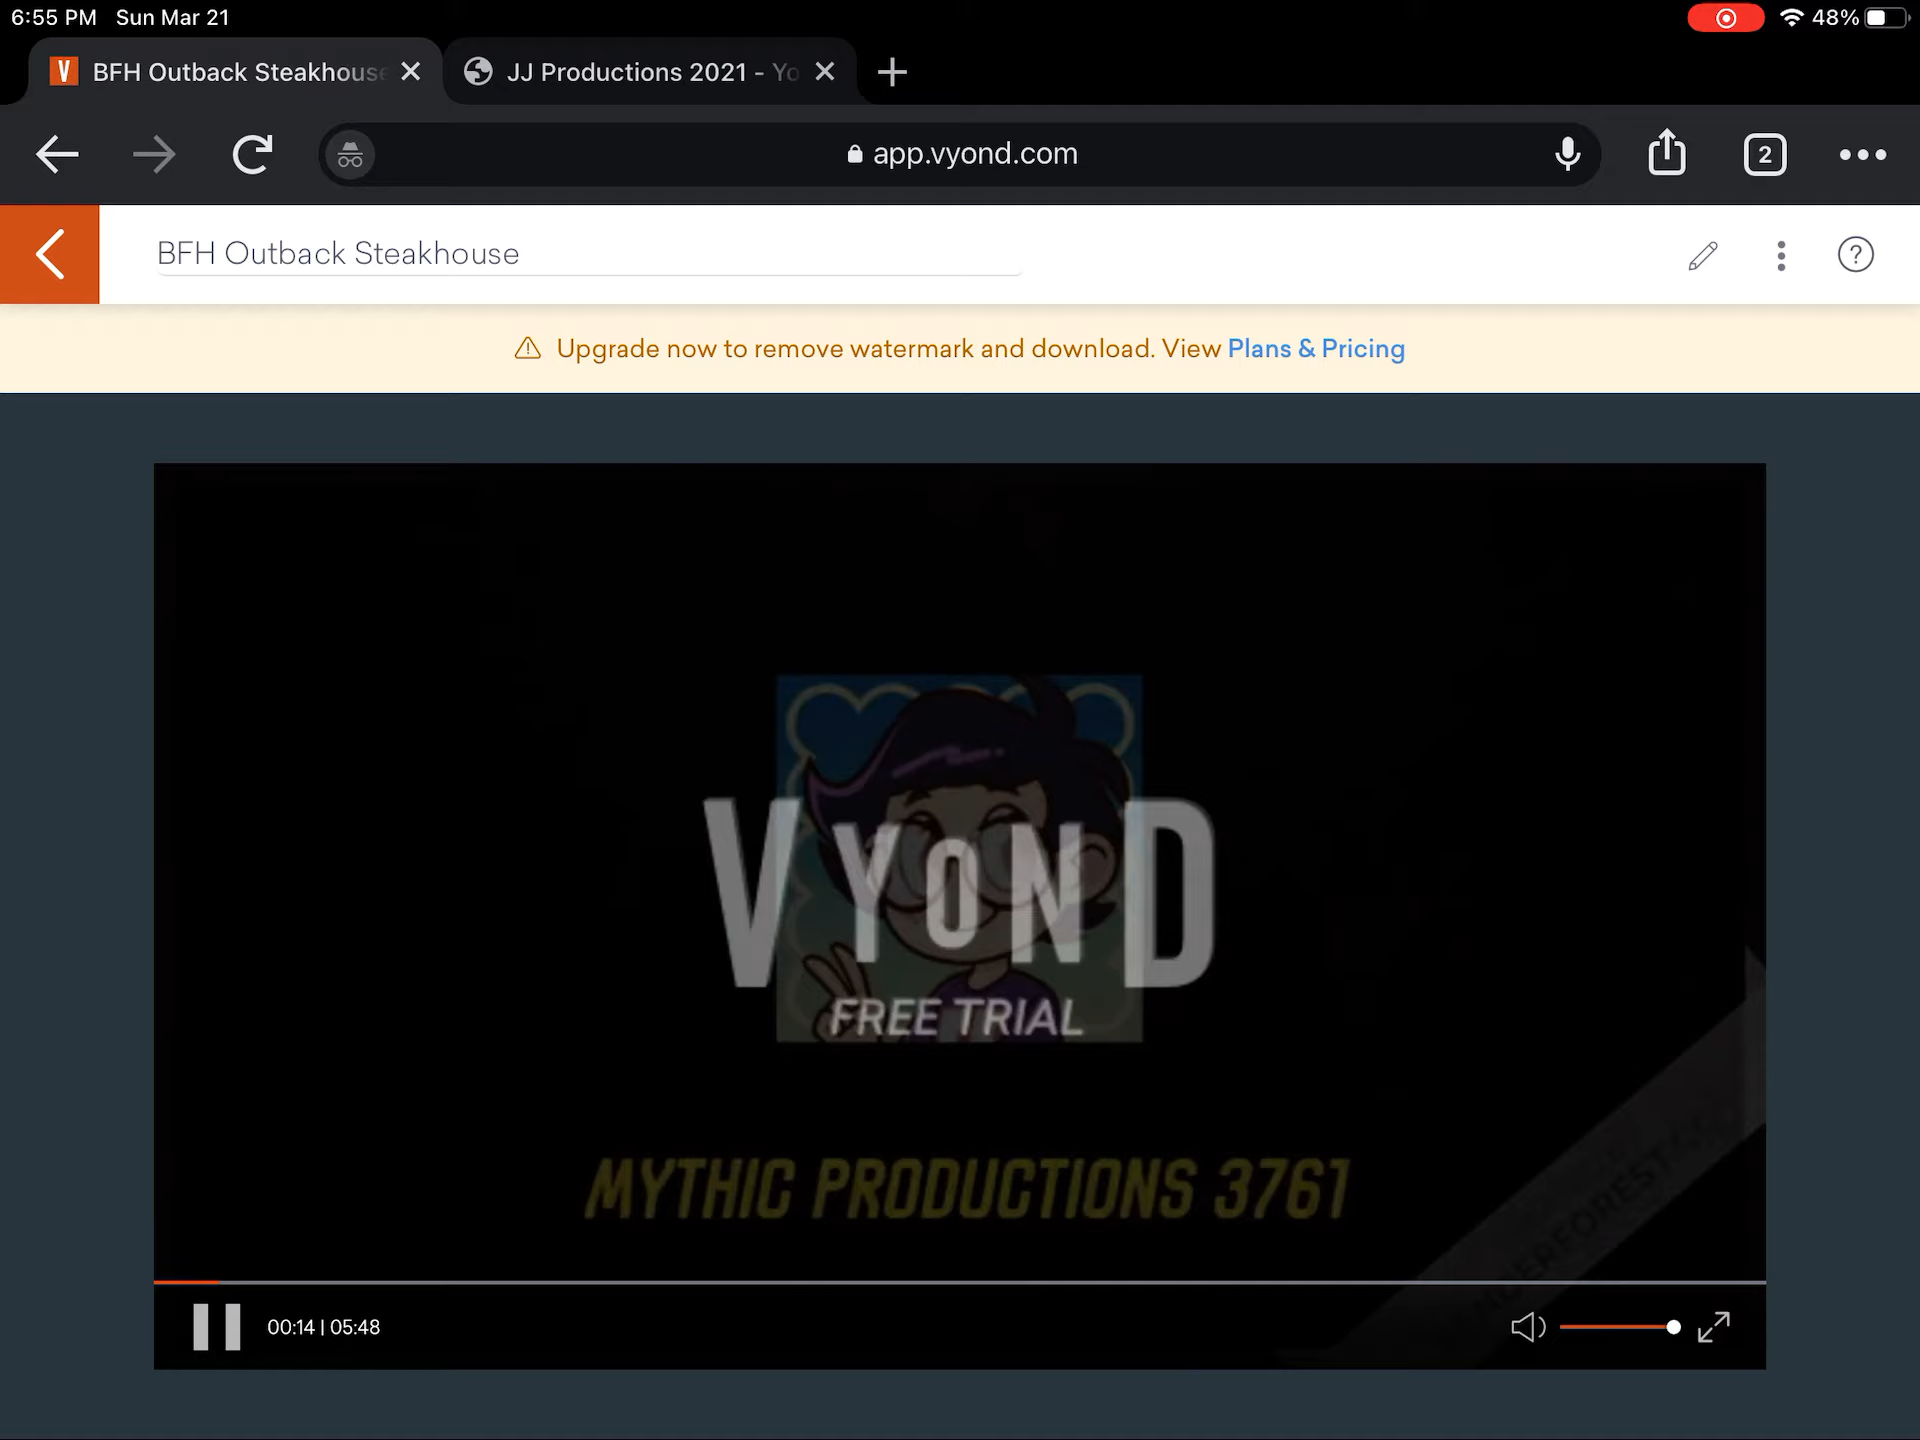 6:55 PM Sun Mar 21
48%
BFH Outback Steakhouse
JJ Productions 2021 - Yo
app.vyond.com
2
BFH Outback Steakhouse
Upgrade now to remove watermark and download. View Plans & Pricing
VYOND
FREE TRIAL
MYTHIC PRODUCTIONS 3761
00:14 | 05:48